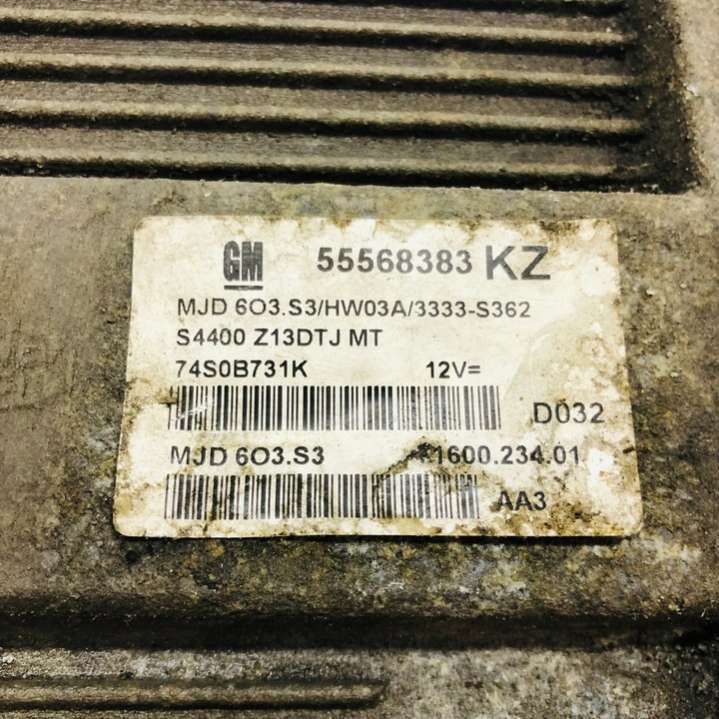 GM 55568383 KZ
MJD 6O3.S3/HW03A/3333-S362
S4400 Z13DTJ MT
74S0B731K 12V=
D032
MJD 6O3.S3 1600.234.01
AA3